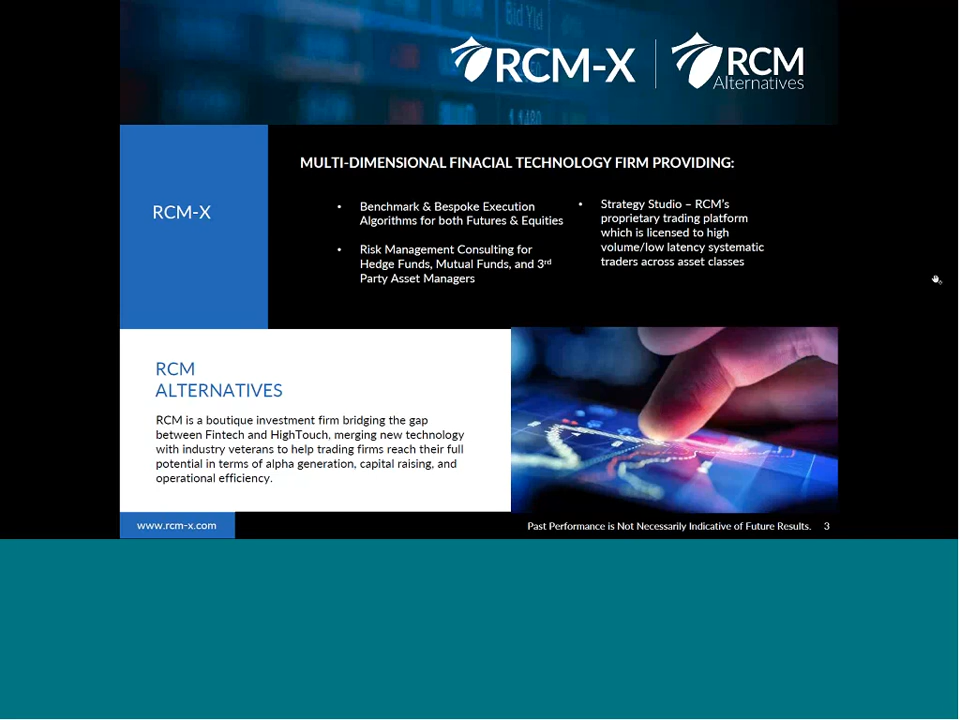 Bid Yld
RCM-X
RCM
Alternatives
MULTI-DIMENSIONAL FINACIAL TECHNOLOGY FIRM PROVIDING:
RCM-X
• Benchmark & Bespoke Execution
Algorithms for both Futures & Equities
• Risk Management Consulting for
Hedge Funds, Mutual Funds, and 3rd
Party Asset Managers
• Strategy Studio – RCM's
proprietary trading platform
which is licensed to high
volume/low latency systematic
traders across asset classes
RCM
ALTERNATIVES
RCM is a boutique investment firm bridging the gap
between Fintech and HighTouch, merging new technology
with industry veterans to help trading firms reach their full
potential in terms of alpha generation, capital raising, and
operational efficiency.
www.rcm-x.com
Past Performance is Not Necessarily Indicative of Future Results. 3